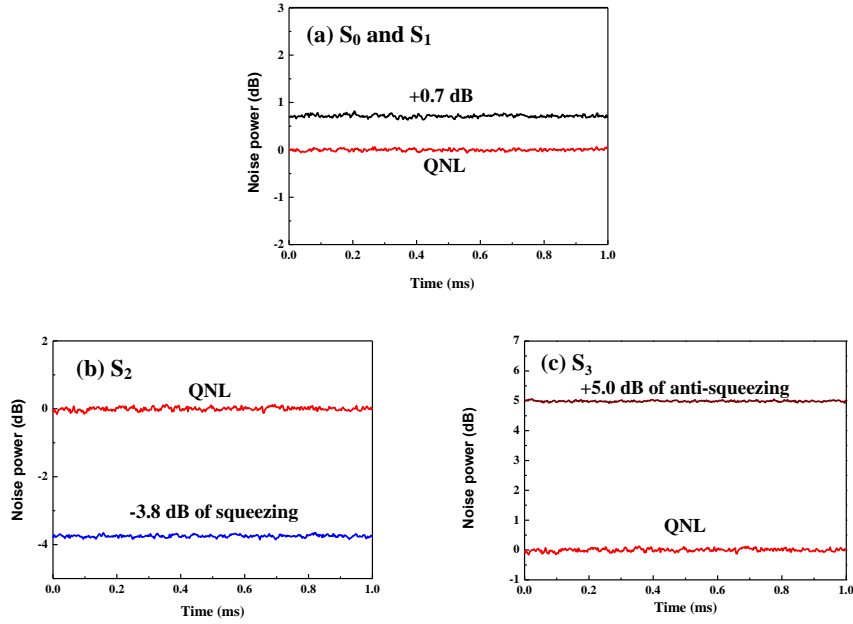 (a) S₀ and S₁
3
2
1
0
-1
-2
+0.7 dB
QNL
0.0 0.2 0.4 0.6 0.8 1.0
Time (ms)
Noise power (dB)
(b) S₂
2
0
-2
-4
QNL
-3.8 dB of squeezing
0.0 0.2 0.4 0.6 0.8 1.0
Time (ms)
Noise power (dB)
(c) S₃
7
6
5
4
3
2
1
0
-1
+5.0 dB of anti-squeezing
QNL
0.0 0.2 0.4 0.6 0.8 1.0
Time (ms)
Noise power (dB)